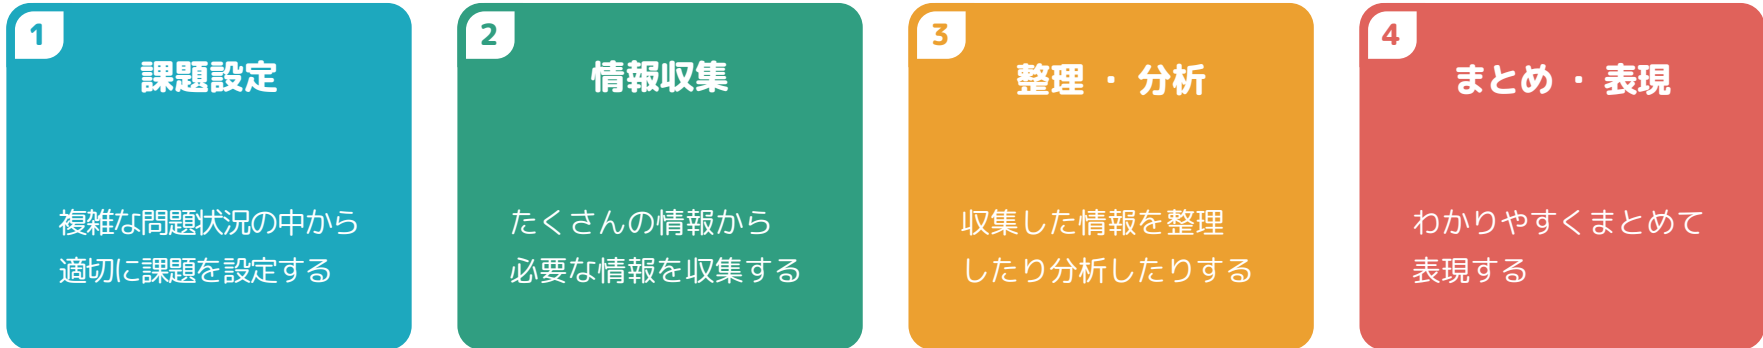 1
課題設定
複雑な問題状況の中から
適切に課題を設定する
2
情報収集
たくさんの情報から
必要な情報を収集する
3
整理 ・ 分析
収集した情報を整理
したり分析したりする
4
まとめ ・ 表現
わかりやすくまとめて
表現する